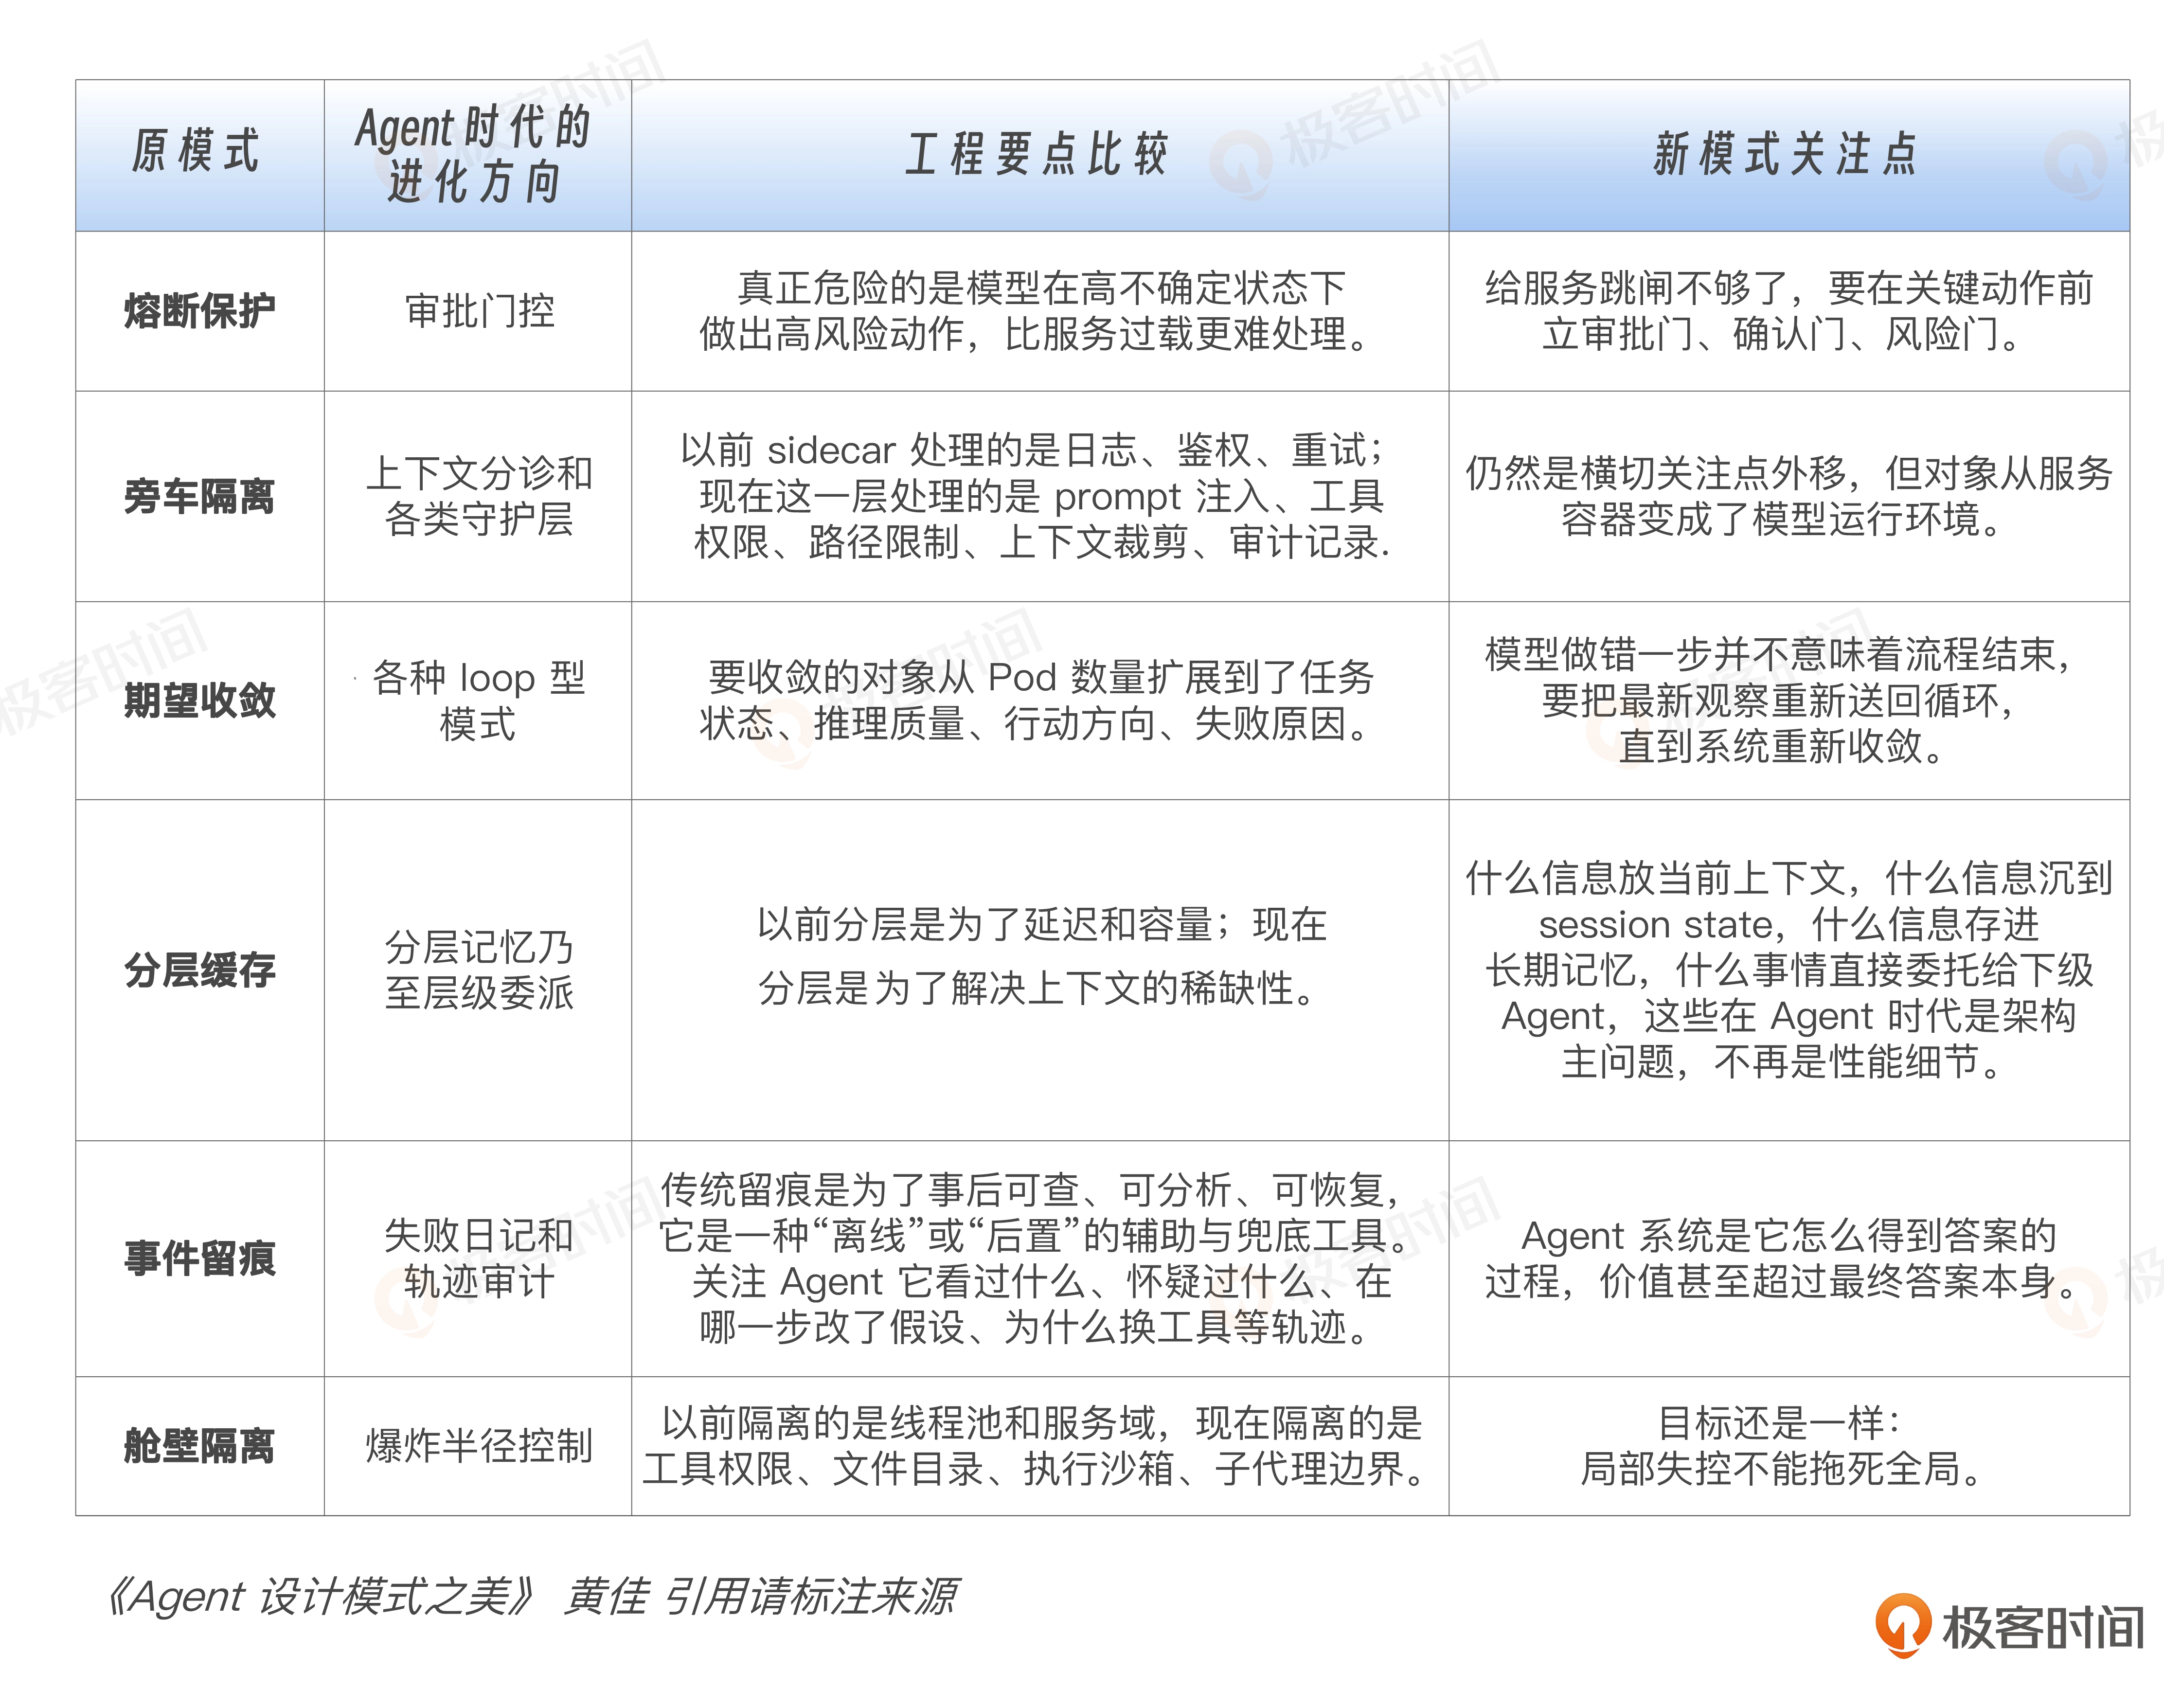 原模式
Agent时代的
进化方向
工程要点比较
新模式关注点
熔断保护
审批门控
真正危险的是模型在高不确定状态下
做出高风险动作，比服务过载更难处理。
给服务跳闸不够了，要在关键动作前
立审批门、确认门、风险门。
旁车隔离
上下文分诊和
各类守护层
以前 sidecar 处理的是日志、鉴权、重试；
现在这一层处理的是 prompt 注入、工具
权限、路径限制、上下文裁剪、审计记录.
仍然是横切关注点外移，但对象从服务
容器变成了模型运行环境。
期望收敛
· 各种 loop 型
模式
要收敛的对象从 Pod 数量扩展到了任务
状态、推理质量、行动方向、失败原因。
模型做错一步并不意味着流程结束，
要把最新观察重新送回循环，
直到系统重新收敛。
分层缓存
分层记忆乃
至层级委派
以前分层是为了延迟和容量；现在
分层是为了解决上下文的稀缺性。
什么信息放当前上下文，什么信息沉到
session state，什么信息存进
长期记忆，什么事情直接委托给下级
Agent，这些在 Agent 时代是架构
主问题，不再是性能细节。
事件留痕
失败日记和
轨迹审计
传统留痕是为了事后可查、可分析、可恢复，
它是一种“离线”或“后置”的辅助与兜底工具。
关注 Agent 它看过什么、怀疑过什么、在
哪一步改了假设、为什么换工具等轨迹。
Agent 系统是它怎么得到答案的
过程，价值甚至超过最终答案本身。
舱壁隔离
爆炸半径控制
以前隔离的是线程池和服务域，现在隔离的是
工具权限、文件目录、执行沙箱、子代理边界。
目标还是一样：
局部失控不能拖死全局。
《Agent 设计模式之美》 黄佳 引用请标注来源
极客时间